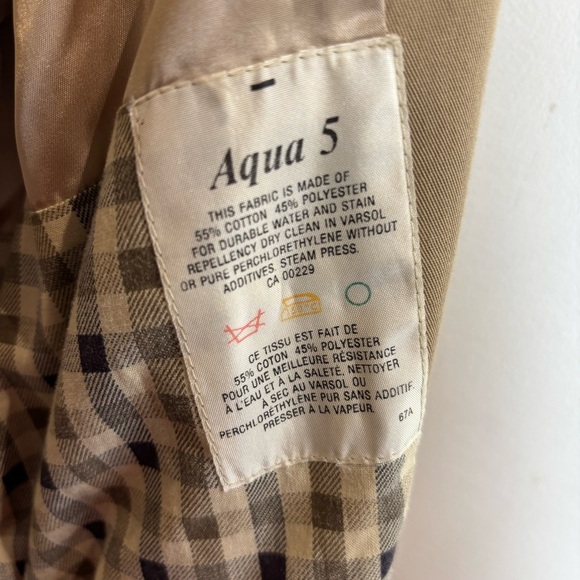 Aqua 5
THIS FABRIC IS MADE OF
55% COTTON 45% POLYESTER
FOR DURABLE WATER AND STAIN
REPELLENCY DRY CLEAN IN VARSOL
OR PURE PERCHLORETHYLENE WITHOUT
ADDITIVES. STEAM PRESS.
CA 00229
CE TISSU EST FAIT DE
55% COTON 45% POLYESTER
POUR UNE MEILLEURE RÉSISTANCE
À L'EAU ET À LA SALETÉ, NETTOYER
À SEC AU VARSOL OU
PERCHLORÉTHYLÈNE PUR SANS ADDITIF.
PRESSER À LA VAPEUR.
67A